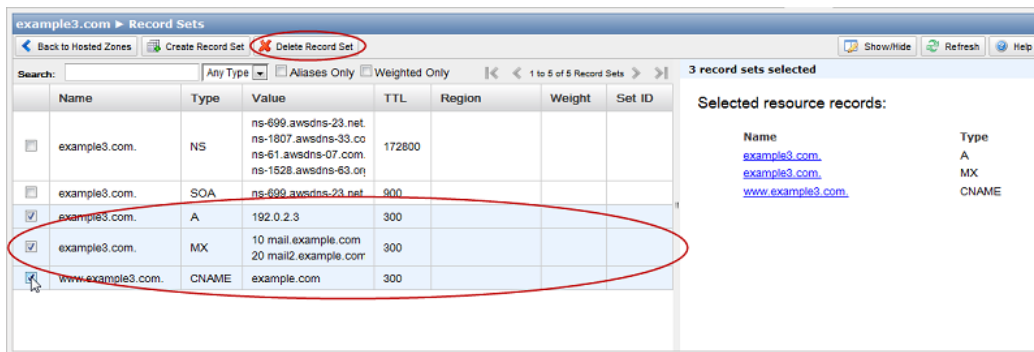 example3.com ▶ Record Sets
Back to Hosted Zones Create Record Set Delete Record Set Show/Hide Refresh Help
Search: Any Type Aliases Only Weighted Only 1 to 5 of 5 Record Sets
Name Type Value TTL Region Weight Set ID
example3.com. NS ns-699.awsdns-23.net. 172800
ns-1807.awsdns-33.co
ns-61.awsdns-07.com.
ns-1528.awsdns-63.or
example3.com. SOA ns-699.awsdns-23.net 900
example3.com. A 192.0.2.3 300
example3.com. MX 10 mail.example.com 300
20 mail2.example.com
www.example3.com. CNAME example.com 300
3 record sets selected
Selected resource records:
Name Type
example3.com. A
example3.com. MX
www.example3.com. CNAME